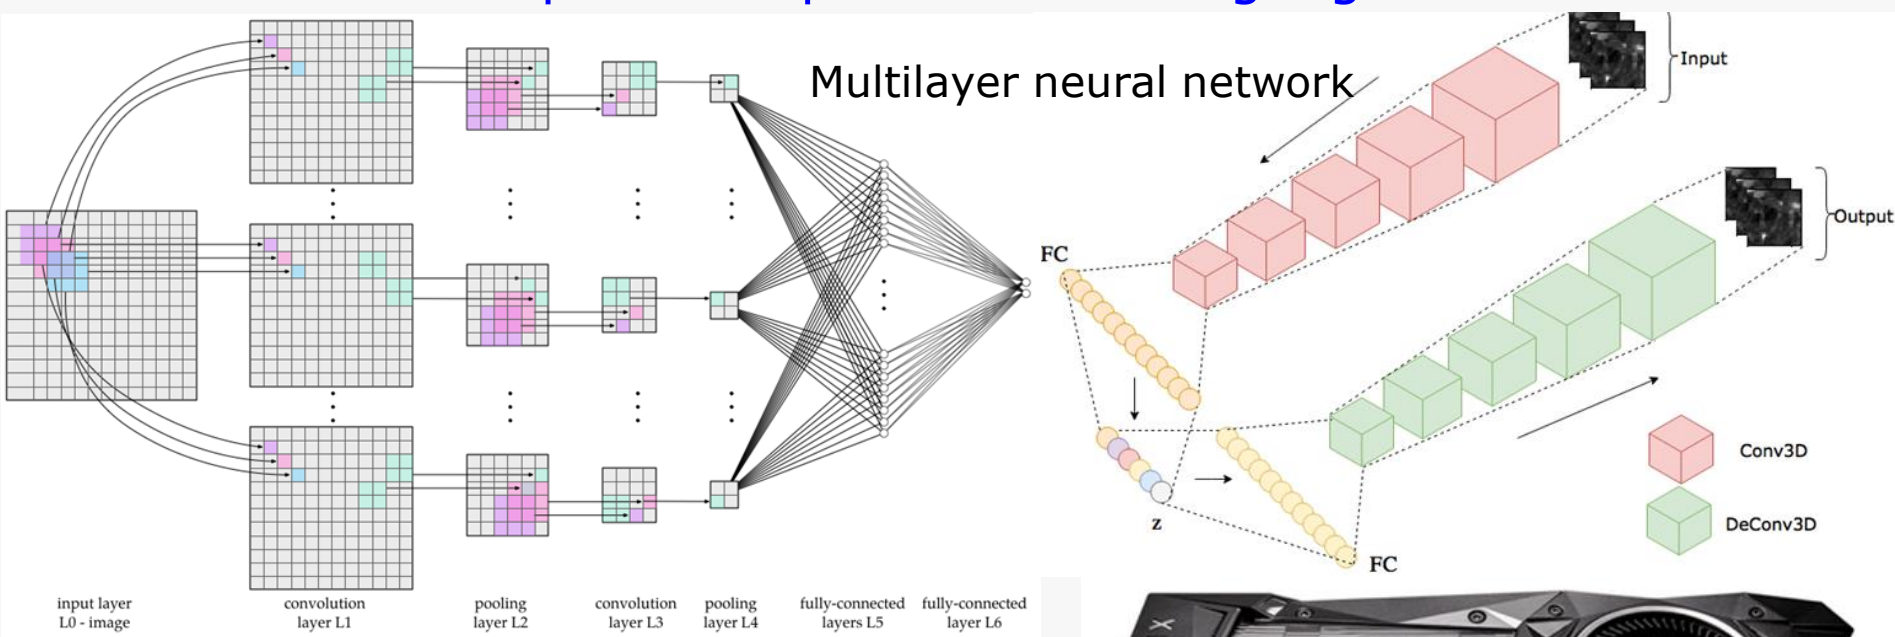 Multilayer neural network
Input
Output
FC
z
FC
Conv3D
DeConv3D
input layer
L0 - image
convolution
layer L1
pooling
layer L2
convolution
layer L3
pooling
layer L4
fully-connected
layers L5
fully-connected
layer L6